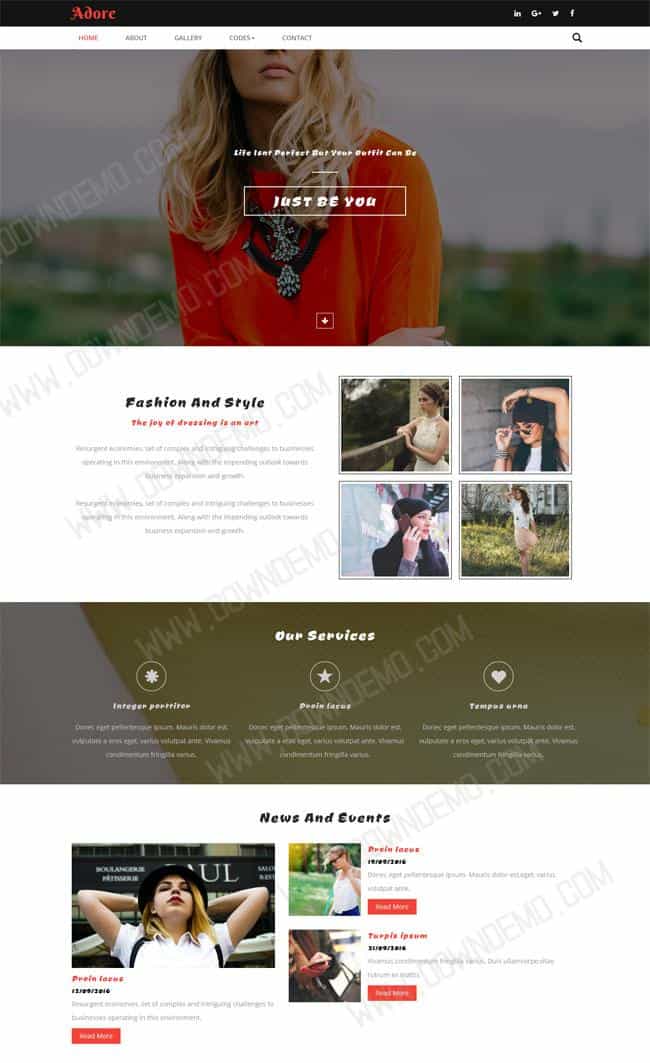 Adore
HOME ABOUT GALLERY CODES CONTACT
Life Isnt Perfect But Your Outfit Can Be
JUST BE YOU
Fashion And Style
The joy of dressing is an art
Resurgent economies, set of complex and intriguing challenges to businesses
operating in this environment. Along with the impending outlook towards
business expansion and growth.
Resurgent economies, set of complex and intriguing challenges to businesses
operating in this environment. Along with the impending outlook towards
business expansion and growth.
Our Services
Integer porttitor
Donec eget pellentesque ipsum. Mauris dolor est,
vulputate a eros eget, varius volutpat ante. Vivamus
condimentum fringilla varius.
Proin lacus
Donec eget pellentesque ipsum. Mauris dolor est,
vulputate a eros eget, varius volutpat ante. Vivamus
condimentum fringilla varius.
Tempus urna
Donec eget pellentesque ipsum. Mauris dolor est,
vulputate a eros eget, varius volutpat ante. Vivamus
condimentum fringilla varius.
News And Events
BOULANGERIE
PÂTISSERIE
AUL
SALO
Proin lacus
12/09/2016
Resurgent economies, set of complex and intriguing challenges to
businesses operating in this environment.
Read More
Proin lacus
19/09/2016
Donec eget pellentesque ipsum. Mauris dolor est,eget, varius
volutpat ante.
Read More
Turpis ipsum
21/09/2016
Vivamus condimentum fringilla varius. Duis ullamcorper vitae
rutrum ex mattis.
Read More
WWW.DOWNDEMO.COM